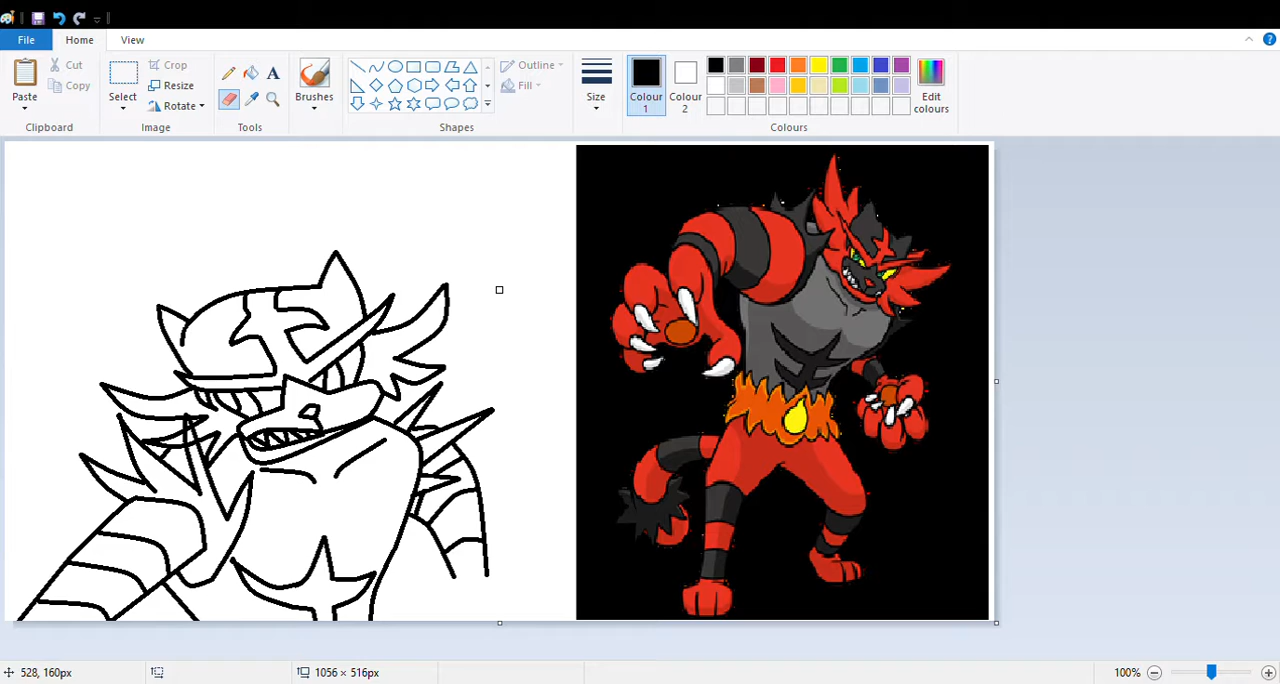 File Home View
Paste Cut Copy
Clipboard
Select Crop Resize Rotate
Image
A
Tools
Brushes
Outline Fill
Shapes
Size
Colour 1
Colour 2
Edit colours
Colours
528, 160px 1056 × 516px 100%